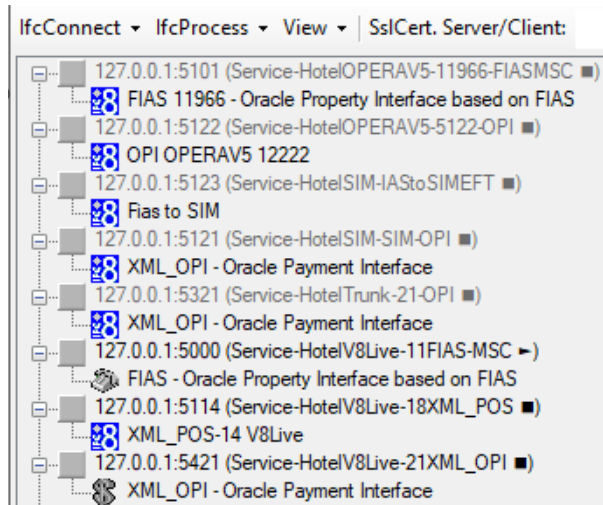 IfcConnect ▾ IfcProcess ▾ View ▾ SslCert. Server/Client:
127.0.0.1:5101 (Service-HotelOPERAV5-11966-FIASMSC ■)
FIAS 11966 - Oracle Property Interface based on FIAS
127.0.0.1:5122 (Service-HotelOPERAV5-5122-OPI ■)
OPI OPERAV5 12222
127.0.0.1:5123 (Service-HotelSIM-IAStoSIMEFT ■)
Fias to SIM
127.0.0.1:5121 (Service-HotelSIM-SIM-OPI ■)
XML_OPI - Oracle Payment Interface
127.0.0.1:5321 (Service-HotelTrunk-21-OPI ■)
XML_OPI - Oracle Payment Interface
127.0.0.1:5000 (Service-HotelV8Live-11FIAS-MSC ►)
FIAS - Oracle Property Interface based on FIAS
127.0.0.1:5114 (Service-HotelV8Live-18XML_POS ■)
XML_POS-14 V8Live
127.0.0.1:5421 (Service-HotelV8Live-21XML_OPI ■)
XML_OPI - Oracle Payment Interface